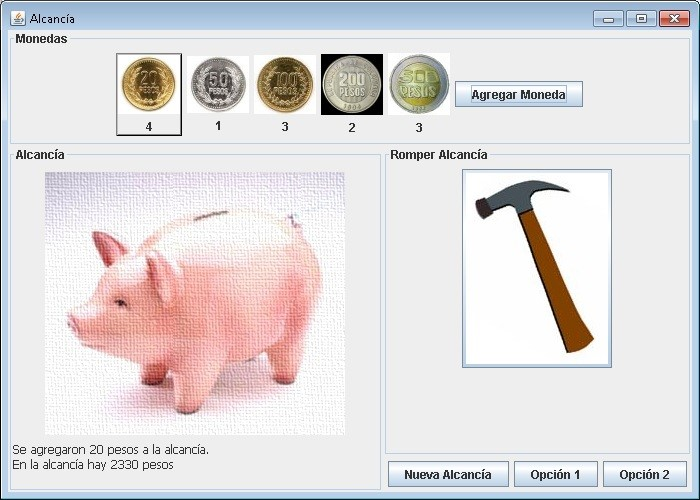 Alcancía
Monedas
20 PESOS
50 PESOS
100 PESOS
200 PESOS
500 PESOS
4
1
3
2
3
Agregar Moneda
Alcancía
Romper Alcancía
Se agregaron 20 pesos a la alcancía.
En la alcancía hay 2330 pesos
Nueva Alcancía
Opción 1
Opción 2